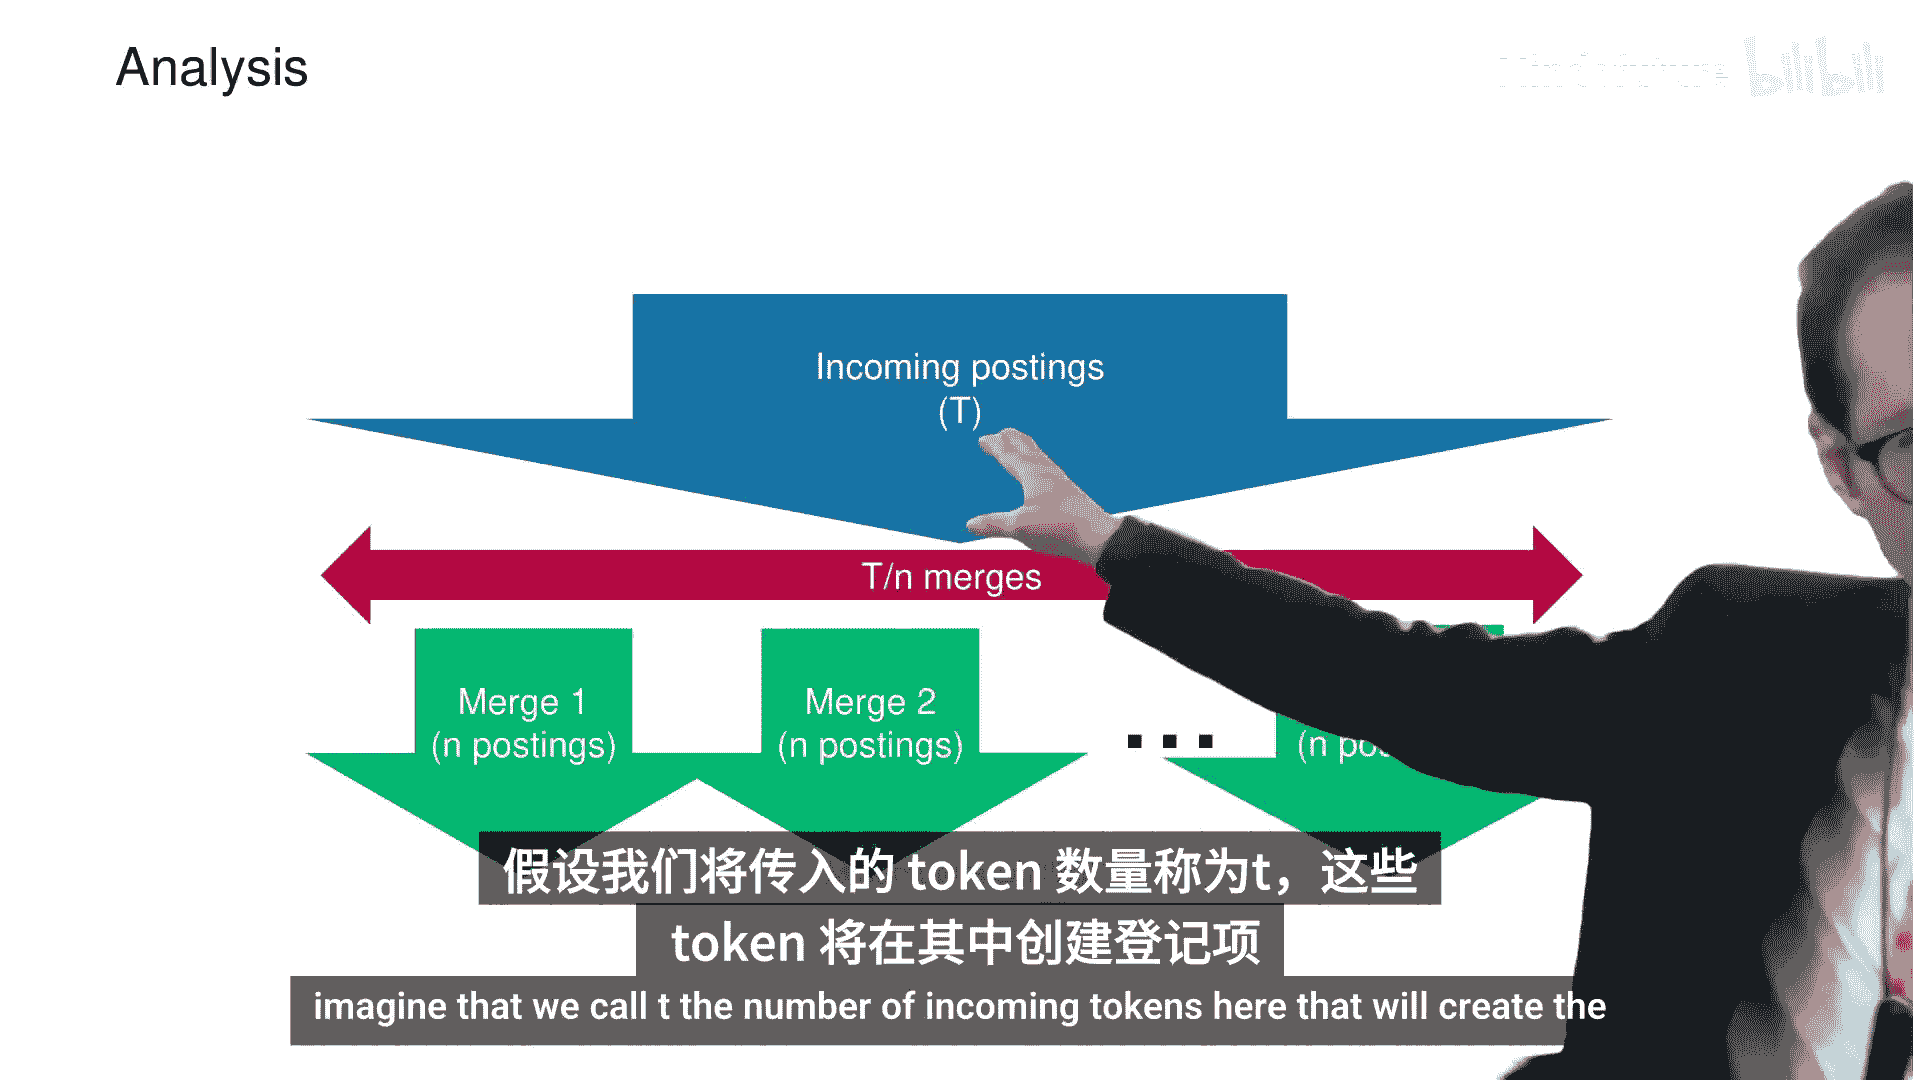 Analysis
bilibili
Incoming postings
(T)
T/n merges
Merge 1
(n postings)
Merge 2
(n postings)
...
(n
假设我们将传入的 token 数量称为t，这些
token 将在其中创建登记项
imagine that we call t the number of incoming tokens here that will create the